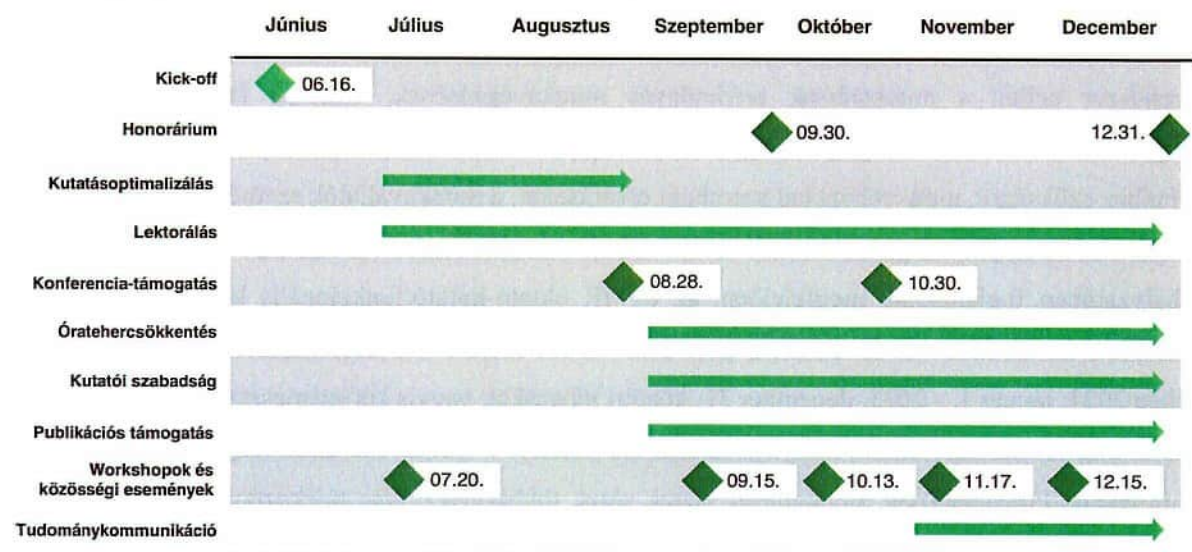 Június Július Augusztus Szeptember Október November December
Kick-off 06.16.
Honorárium 09.30. 12.31.
Kutatásoptimalizálás
Lektorálás
Konferencia-támogatás 08.28. 10.30.
Óratehercsökkentés
Kutatói szabadság
Publikációs támogatás
Workshopok és
közösségi események 07.20. 09.15. 10.13. 11.17. 12.15.
Tudománykommunikáció